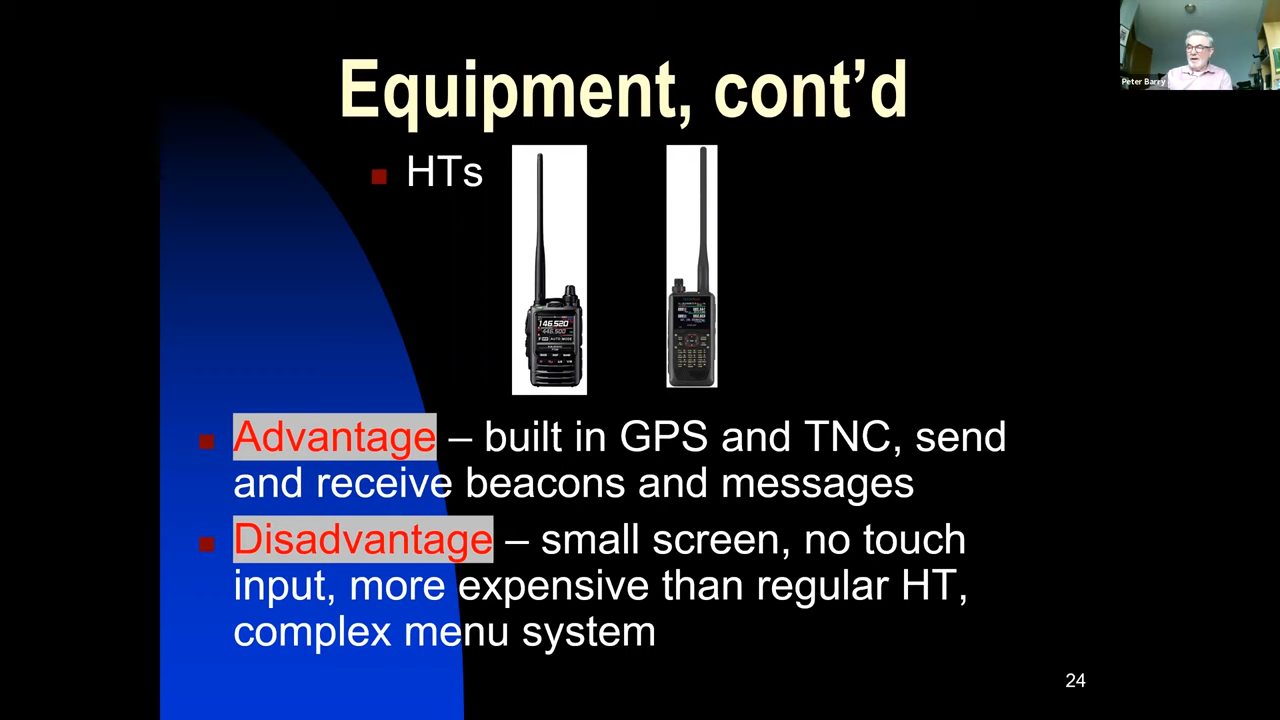 Equipment, cont’d
Peter Barry
■ HTs
146.520
446.500
■ Advantage – built in GPS and TNC, send
and receive beacons and messages
■ Disadvantage – small screen, no touch
input, more expensive than regular HT,
complex menu system
24